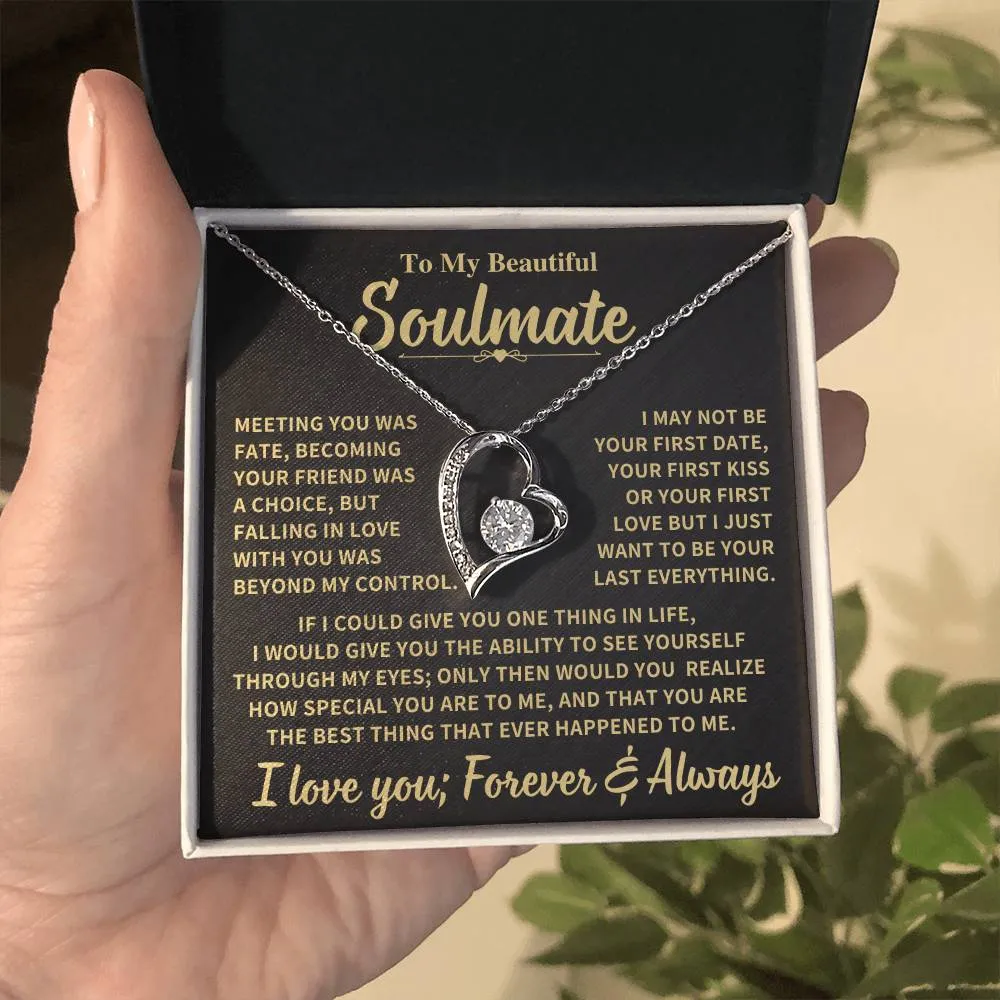 To My Beautiful
Soulmate
MEETING YOU WAS
FATE, BECOMING
YOUR FRIEND WAS
A CHOICE, BUT
FALLING IN LOVE
WITH YOU WAS
BEYOND MY CONTROL.
I MAY NOT BE
YOUR FIRST DATE,
YOUR FIRST KISS
OR YOUR FIRST
LOVE BUT I JUST
WANT TO BE YOUR
LAST EVERYTHING.
IF I COULD GIVE YOU ONE THING IN LIFE,
I WOULD GIVE YOU THE ABILITY TO SEE YOURSELF
THROUGH MY EYES; ONLY THEN WOULD YOU REALIZE
HOW SPECIAL YOU ARE TO ME, AND THAT YOU ARE
THE BEST THING THAT EVER HAPPENED TO ME.
I love you; Forever & Always